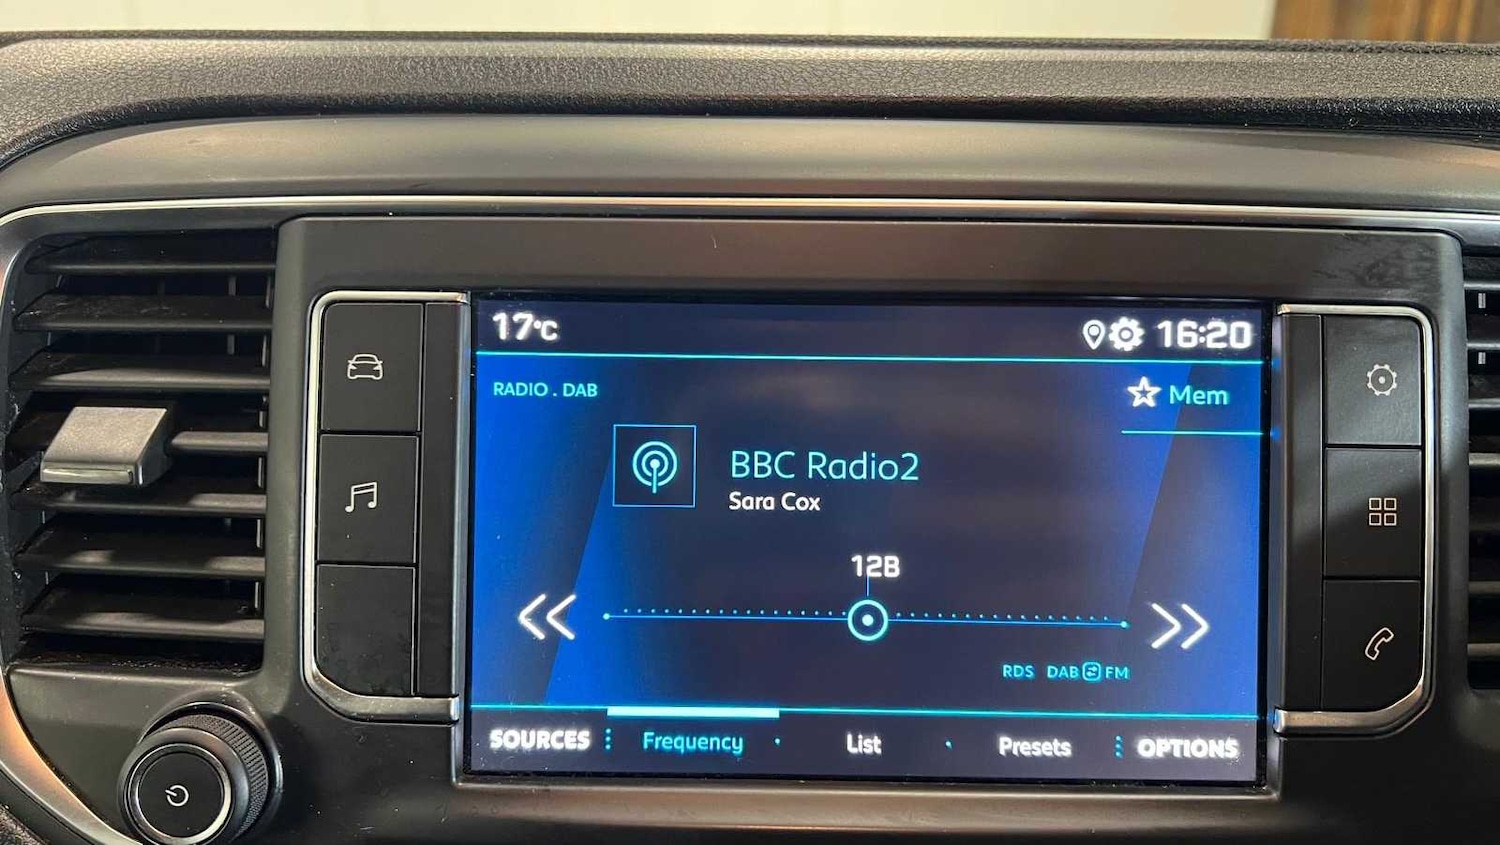 17°C 16:20
RADIO . DAB Mem
BBC Radio2
Sara Cox
12B
RDS DAB FM
SOURCES Frequency List Presets OPTIONS